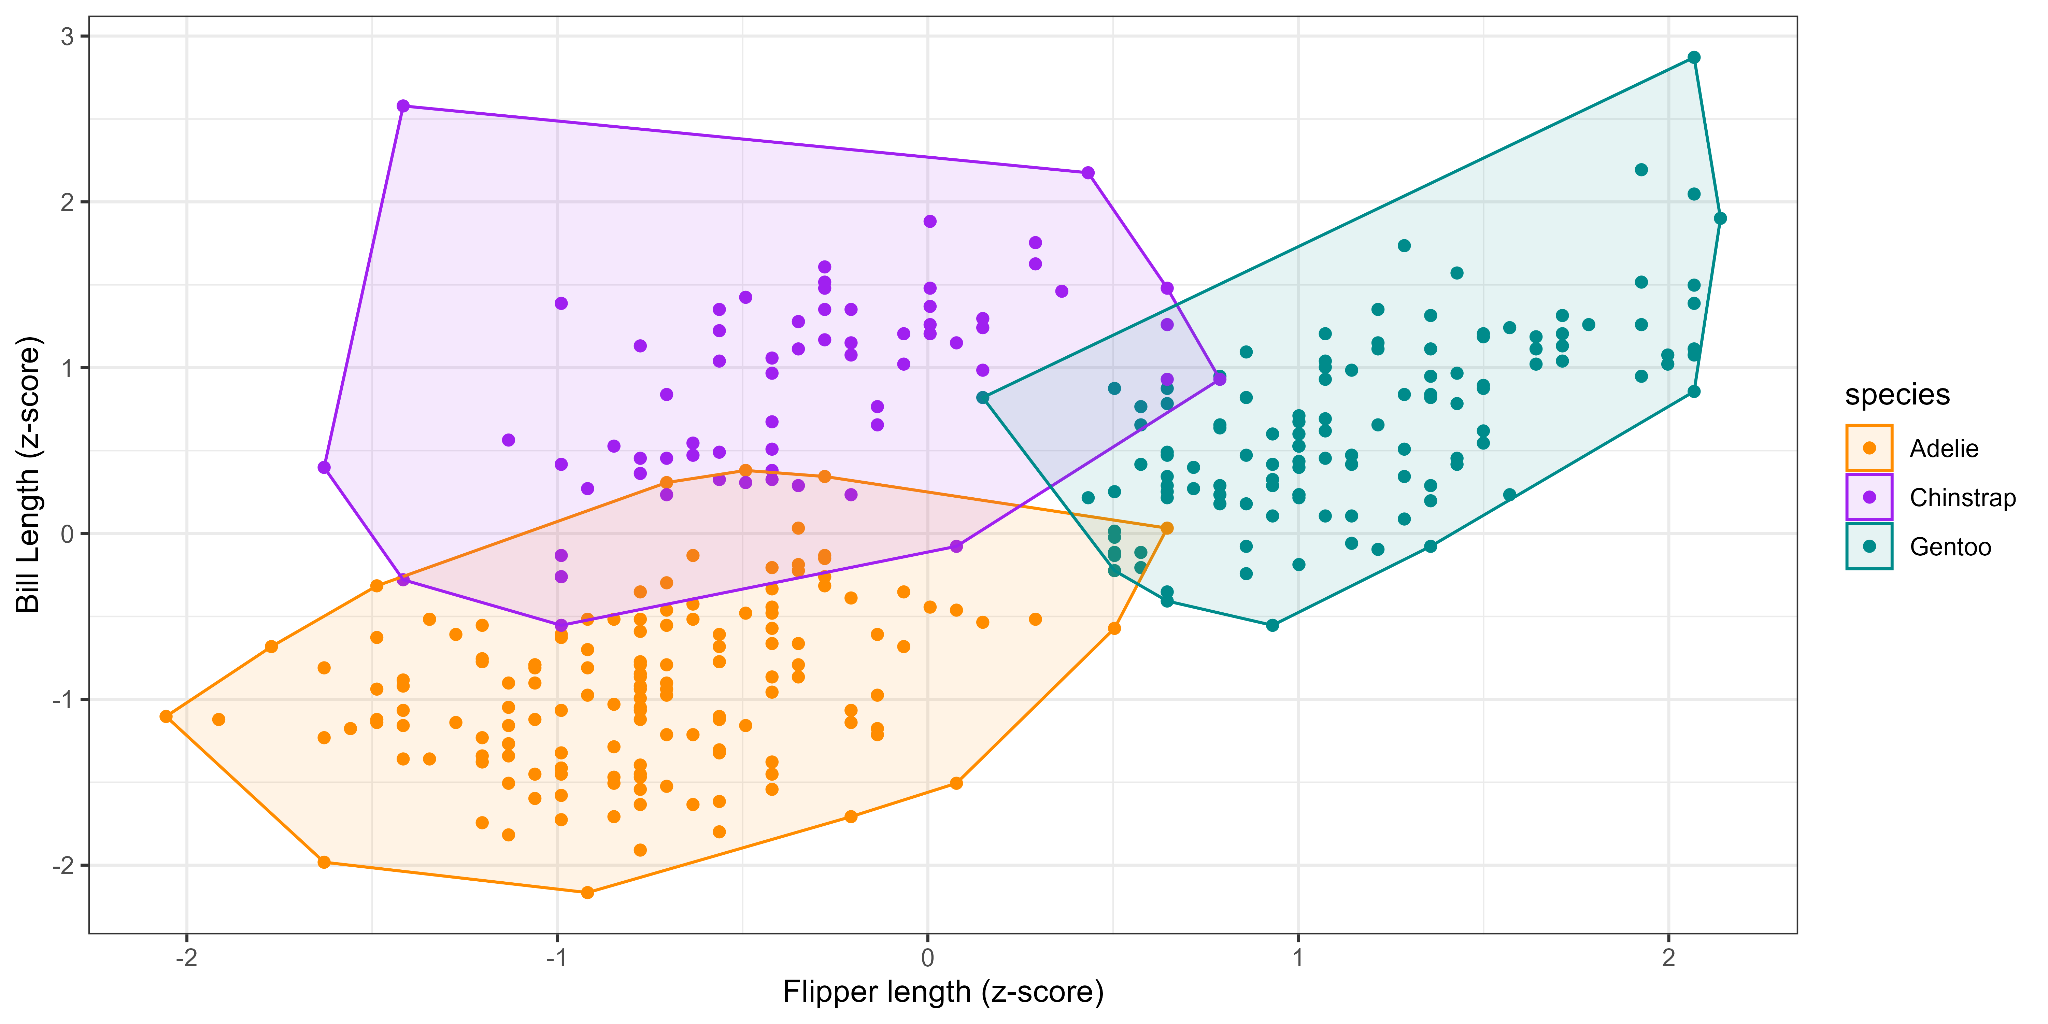 3
2
1
0
-1
-2
Bill Length (z-score)
-2
-1
0
1
2
Flipper length (z-score)
species
Adelie
Chinstrap
Gentoo